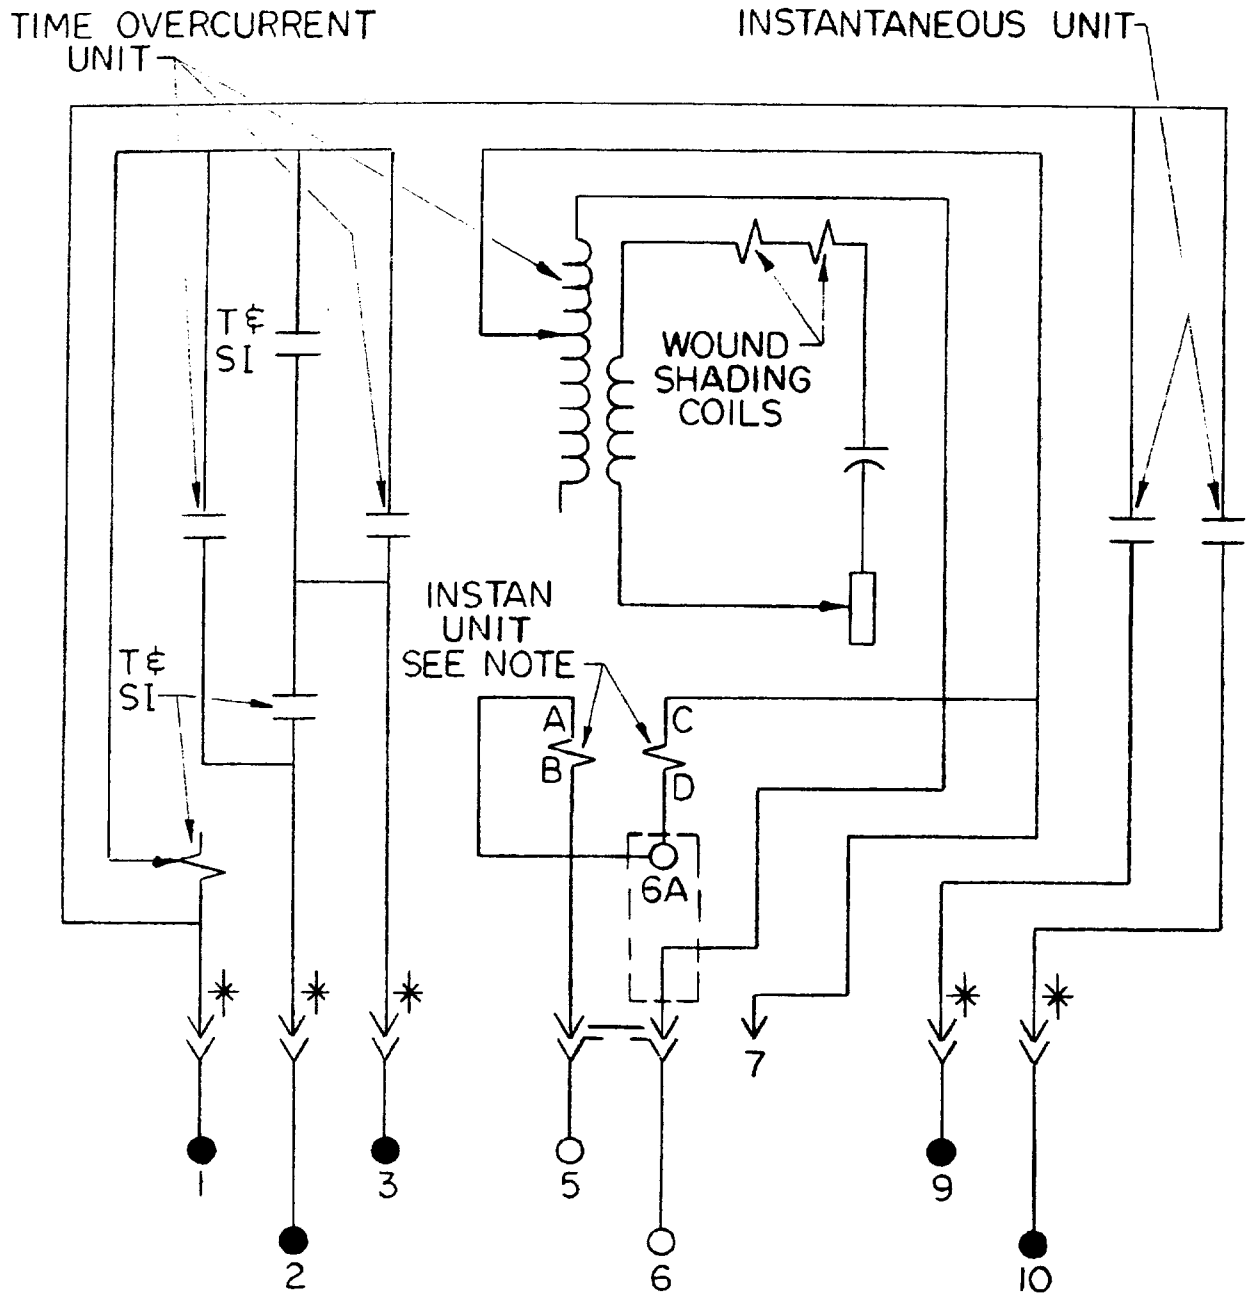 TIME OVERCURRENT
UNIT
INSTANTANEOUS UNIT
T &
SI
WOUND
SHADING
COILS
INSTAN
UNIT
SEE NOTE
T &
SI
A
C
B
D
6A
*
*
*
*
*
7
1
3
5
9
2
6
10